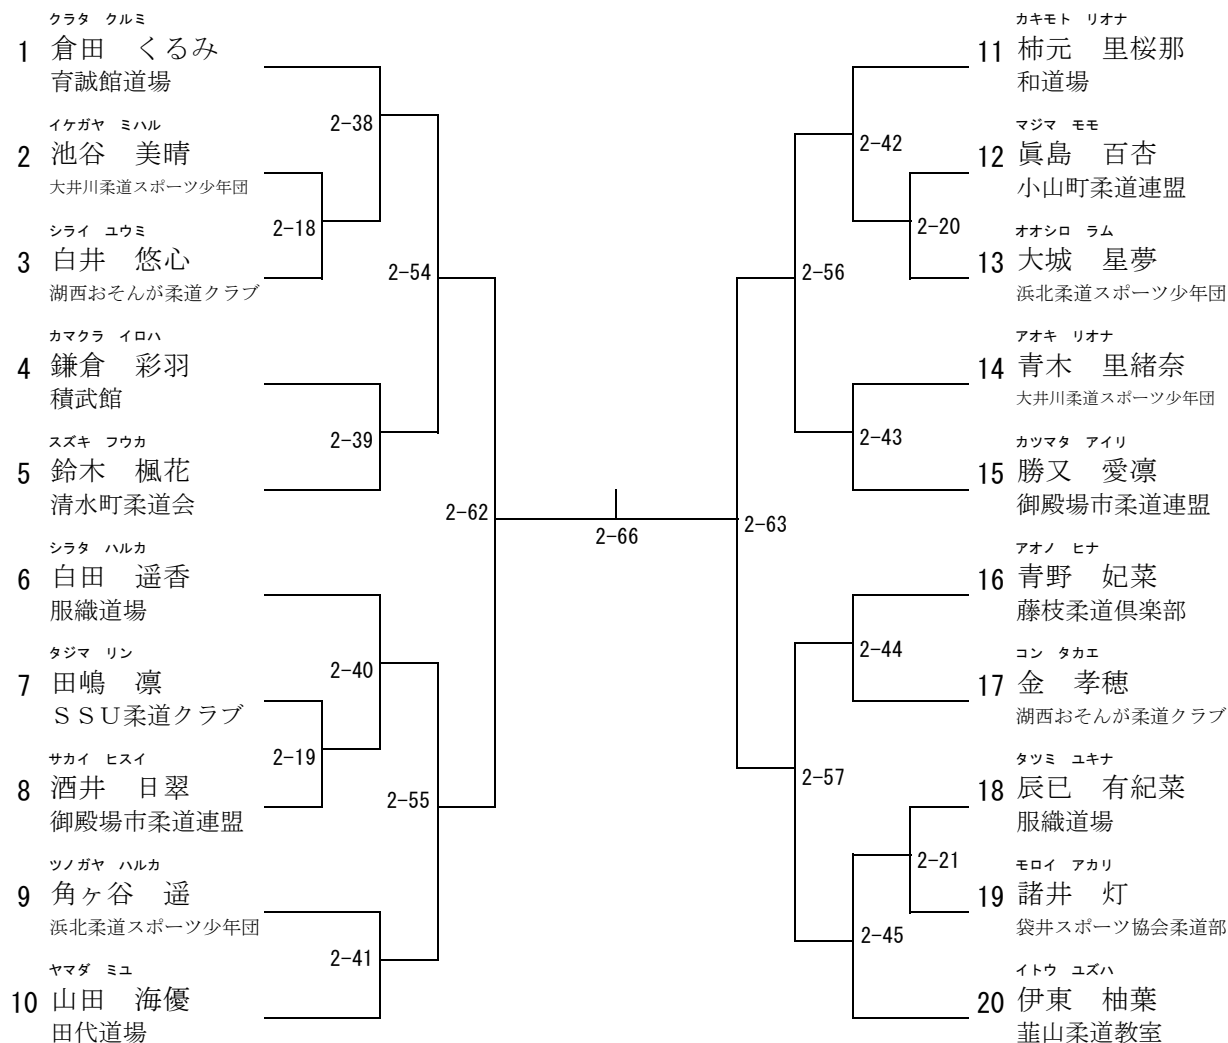 クラタ　クルミ
1 倉田　くるみ
育誠館道場
イケガヤ　ミハル
2 池谷　美晴
大井川柔道スポーツ少年団
シライ　ユウミ
3 白井　悠心
湖西おそんが柔道クラブ
カマクラ　イロハ
4 鎌倉　彩羽
積武館
スズキ　フウカ
5 鈴木　楓花
清水町柔道会
シラタ　ハルカ
6 白田　遥香
服織道場
タジマ　リン
7 田嶋　凛
ＳＳＵ柔道クラブ
サカイ　ヒスイ
8 酒井　日翠
御殿場市柔道連盟
ツノガヤ　ハルカ
9 角ヶ谷　遥
浜北柔道スポーツ少年団
ヤマダ　ミユ
10 山田　海優
田代道場
2-38
2-18
2-54
2-39
2-62
2-40
2-19
2-55
2-41
2-66
2-42
2-20
2-56
2-43
2-63
2-44
2-57
2-21
2-45
カキモト　リオナ
11 柿元　里桜那
和道場
マジマ　モモ
12 眞島　百杏
小山町柔道連盟
オオシロ　ラム
13 大城　星夢
浜北柔道スポーツ少年団
アオキ　リオナ
14 青木　里緒奈
大井川柔道スポーツ少年団
カツマタ　アイリ
15 勝又　愛凛
御殿場市柔道連盟
アオノ　ヒナ
16 青野　妃菜
藤枝柔道倶楽部
コン　タカエ
17 金　孝穂
湖西おそんが柔道クラブ
タツミ　ユキナ
18 辰巳　有紀菜
服織道場
モロイ　アカリ
19 諸井　灯
袋井スポーツ協会柔道部
イトウ　ユズハ
20 伊東　柚葉
韮山柔道教室